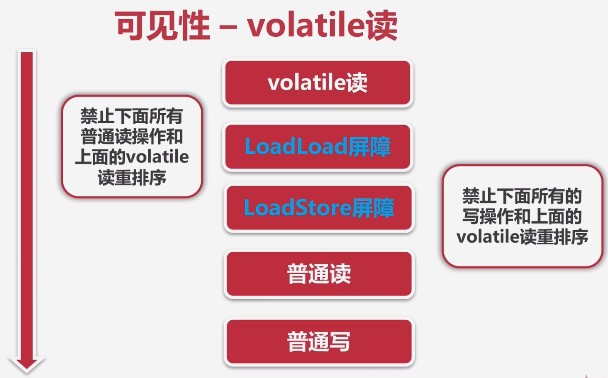 可见性 – volatile读
禁止下面所有
普通读操作和
上面的volatile
读重排序
volatile读
LoadLoad屏障
LoadStore屏障
普通读
普通写
禁止下面所有的
写操作和上面的
volatile读重排序